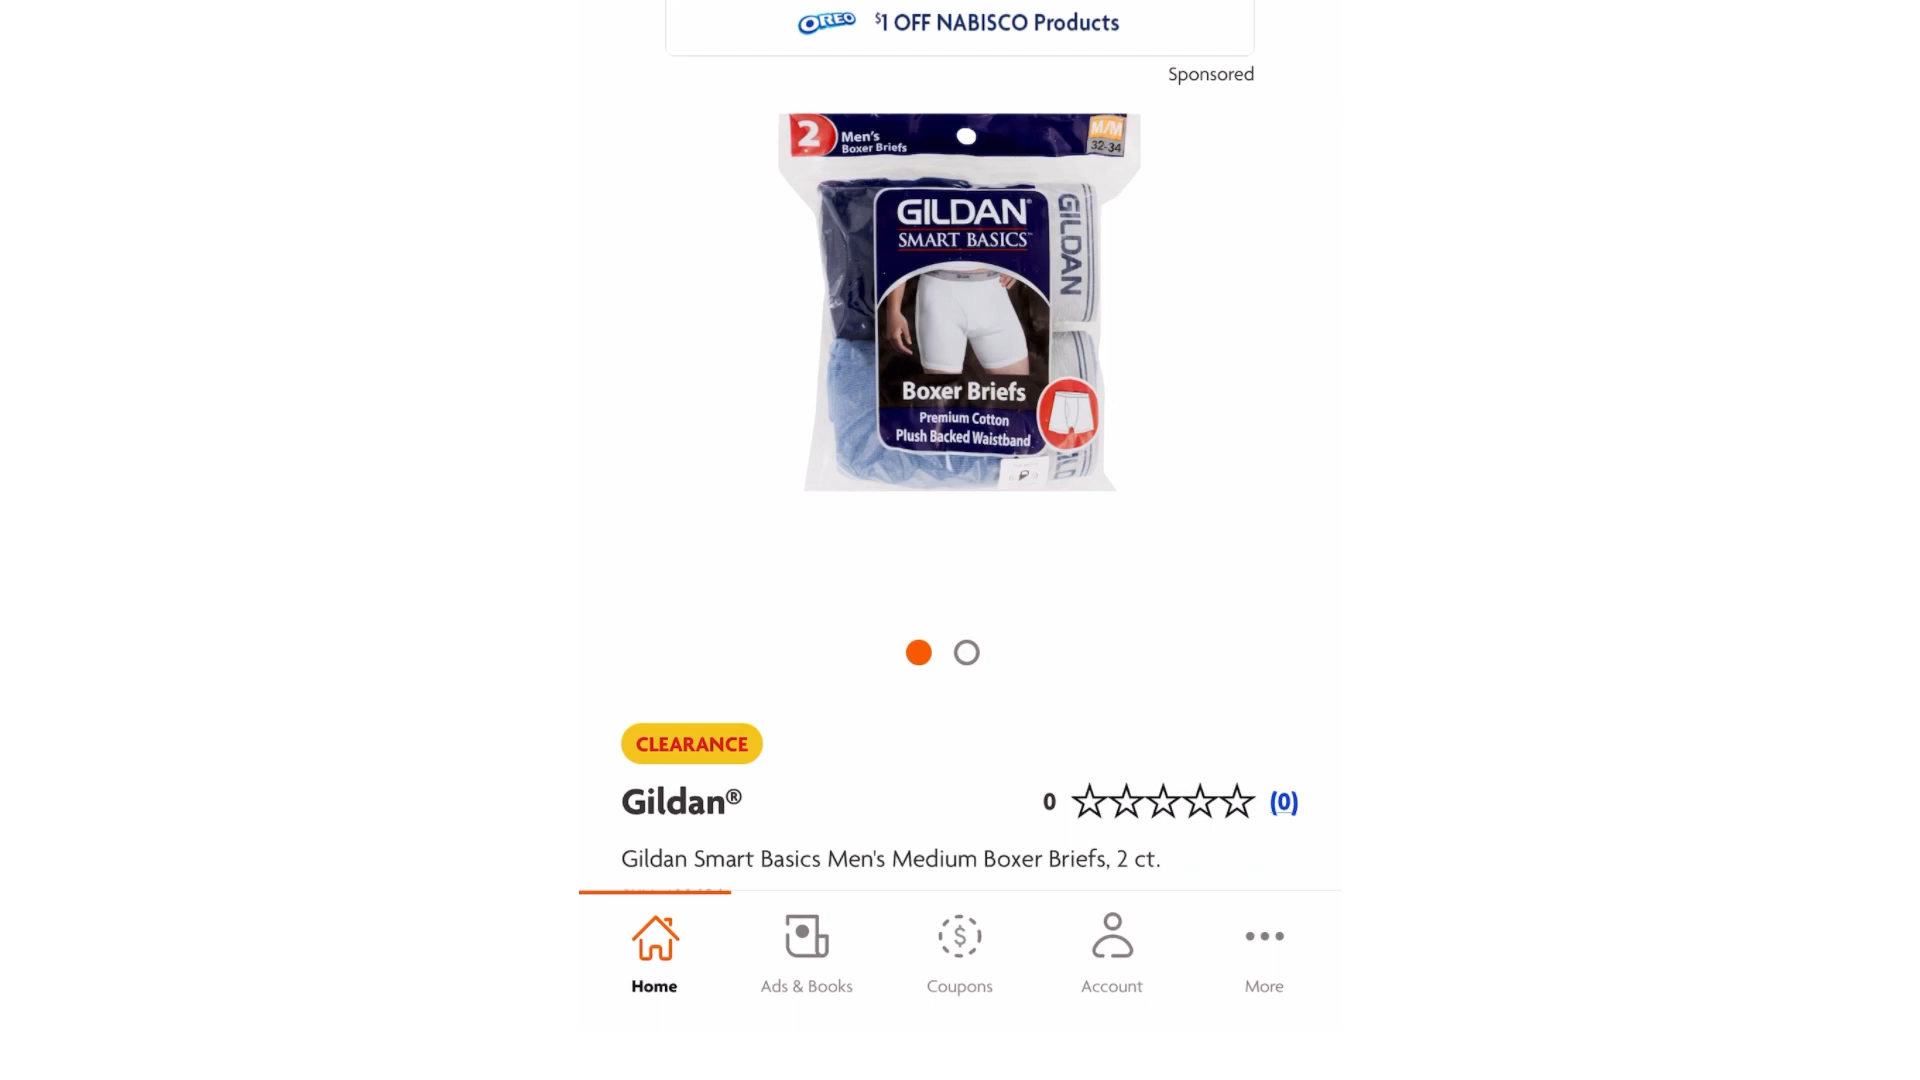 OREO $1 OFF NABISCO Products
Sponsored
2 Men's
Boxer Briefs
M/M
32-34
GILDAN®
SMART BASICS™
GILDAN
Boxer Briefs
Premium Cotton
Plush Backed Waistband
CLEARANCE
Gildan® 0 (0)
Gildan Smart Basics Men's Medium Boxer Briefs, 2 ct.
Home Ads & Books Coupons Account More